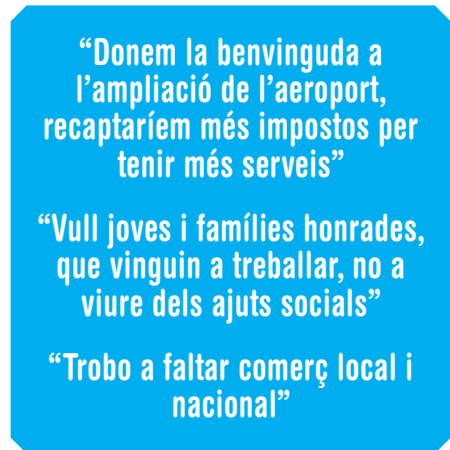 “Donem la benvinguda a
l’ampliació de l’aeroport,
recaptaríem més impostos per
tenir més serveis”
“Vull joves i famílies honrades,
que vinguin a treballar, no a
viure dels ajuts socials”
“Trobo a faltar comerç local i
nacional”